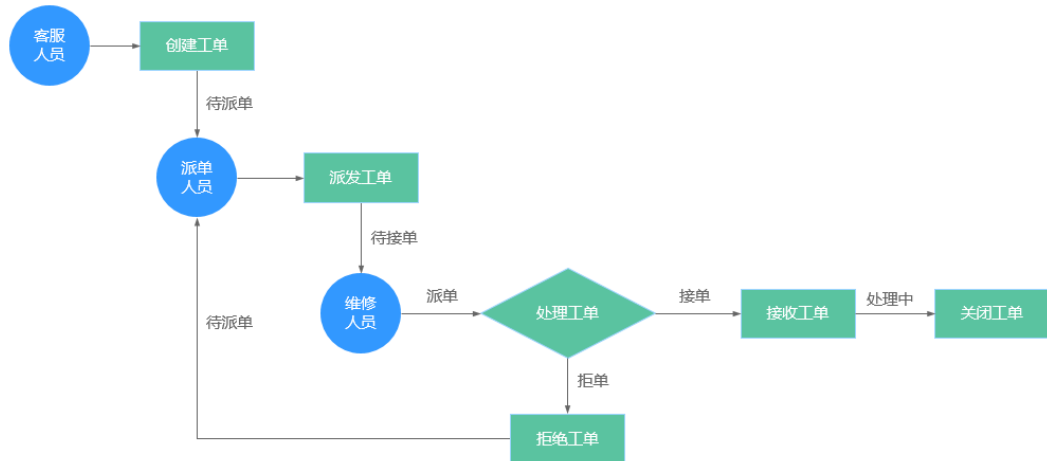 客服
人员
创建工单
待派单
派单
人员
派发工单
待接单
维修
人员
派单
处理工单
接单
接收工单
处理中
关闭工单
待派单
拒单
拒绝工单